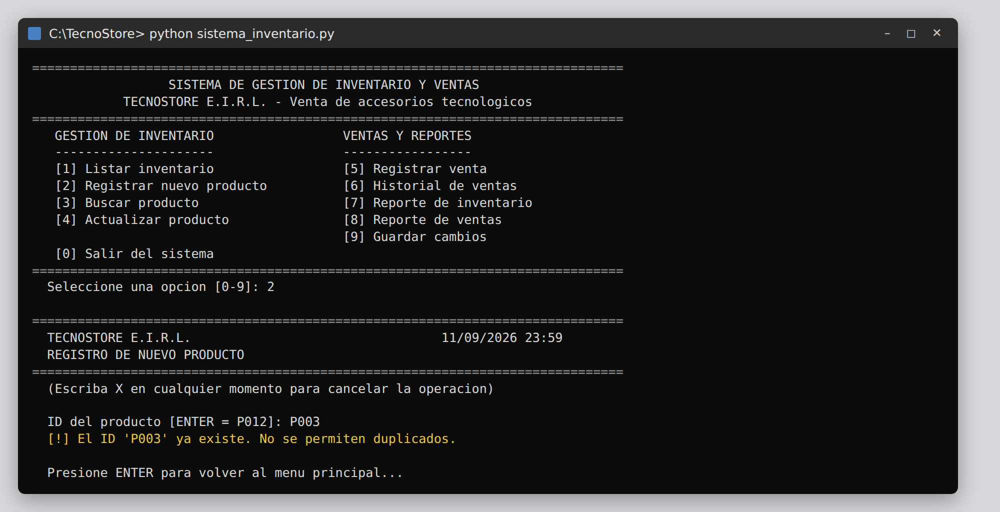 C:\TecnoStore> python sistema_inventario.py
==============================================================================
SISTEMA DE GESTION DE INVENTARIO Y VENTAS
TECNOSTORE E.I.R.L. - Venta de accesorios tecnologicos
==============================================================================
GESTION DE INVENTARIO                 VENTAS Y REPORTES
---------------------                 -----------------
[1] Listar inventario                 [5] Registrar venta
[2] Registrar nuevo producto          [6] Historial de ventas
[3] Buscar producto                   [7] Reporte de inventario
[4] Actualizar producto               [8] Reporte de ventas
[9] Guardar cambios
[0] Salir del sistema
==============================================================================
Seleccione una opcion [0-9]: 2
==============================================================================
TECNOSTORE E.I.R.L.                                 11/09/2026 23:59
REGISTRO DE NUEVO PRODUCTO
==============================================================================
(Escriba X en cualquier momento para cancelar la operacion)
ID del producto [ENTER = P012]: P003
[!] El ID 'P003' ya existe. No se permiten duplicados.
Presione ENTER para volver al menu principal...